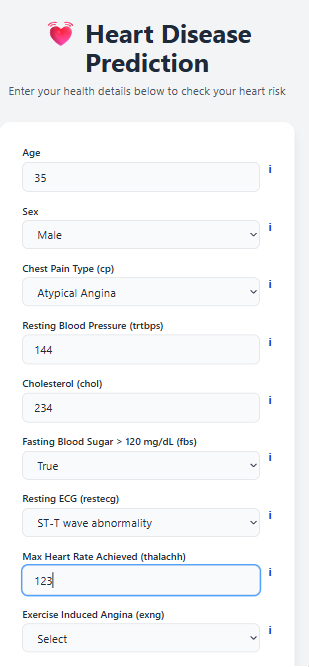 Heart Disease
Prediction
Enter your health details below to check your heart risk
Age
35
i
Sex
Male
i
Chest Pain Type (cp)
Atypical Angina
i
Resting Blood Pressure (trtbps)
144
i
Cholesterol (chol)
234
i
Fasting Blood Sugar > 120 mg/dL (fbs)
True
i
Resting ECG (restecg)
ST-T wave abnormality
i
Max Heart Rate Achieved (thalachh)
123
i
Exercise Induced Angina (exng)
Select
i